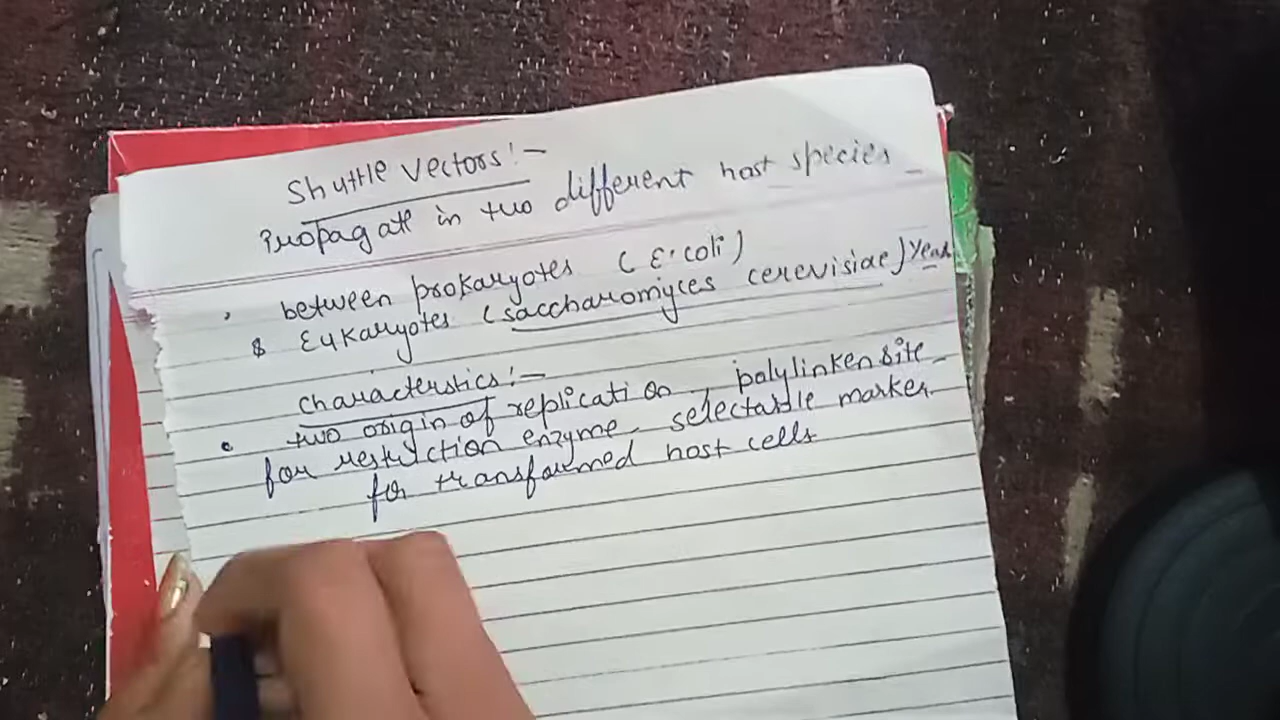 Shuttle Vectors:-
Propagate in two different host species
• between prokaryotes (E.coli)
& Eukaryotes (saccharomyces cerevisiae) Yeast
characterstics:-
• two origin of replication, polylinker site
for restriction enzyme, selectable marker
for transformed host cells